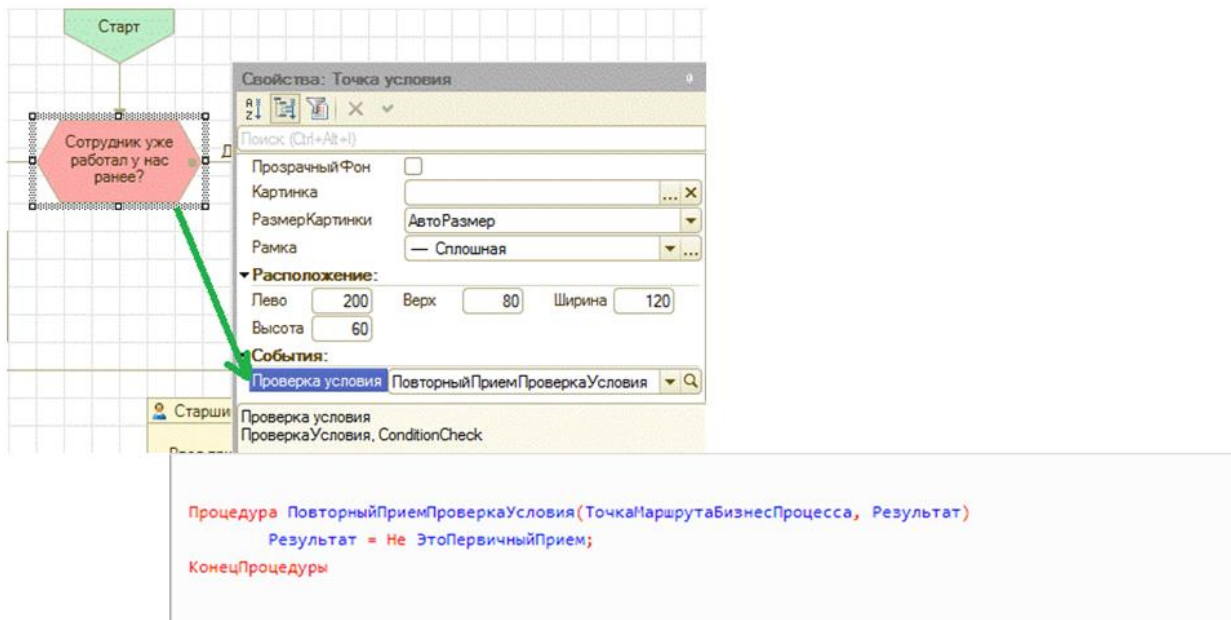 Старт
Сотрудник уже
работал у нас
ранее?
Д
Свойства: Точка условия
Поиск (Ctrl+Alt+I)
ПрозрачныйФон
Картинка
...
РазмерКартинки АвтоРазмер
Рамка — Сплошная ...
Расположение:
Лево 200 Верх 80 Ширина 120
Высота 60
События:
Проверка условия ПовторныйПриемПроверкаУсловия
Старши
Проверка условия
ПроверкаУсловия, ConditionCheck
Процедура ПовторныйПриемПроверкаУсловия(ТочкаМаршрутаБизнесПроцесса, Результат)
Результат = Не ЭтоПервичныйПрием;
КонецПроцедуры